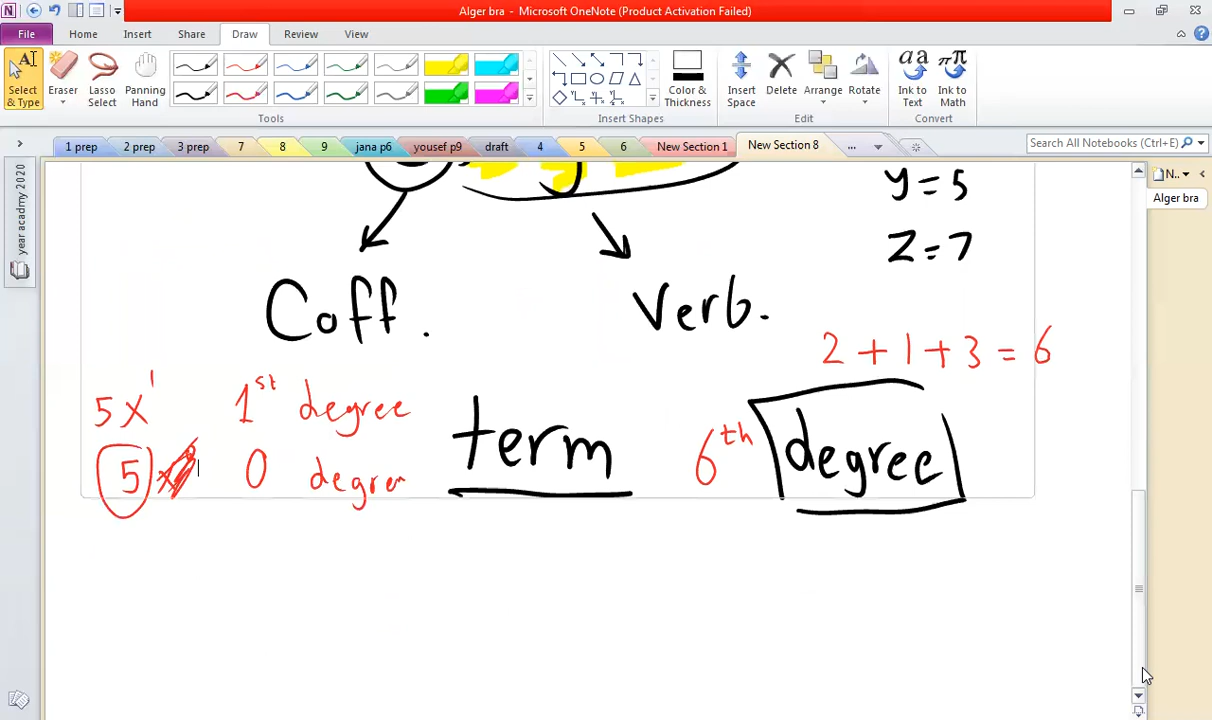 Alger bra - Microsoft OneNote (Product Activation Failed)
File Home Insert Share Draw Review View
Select & Type Eraser Lasso Select Panning Hand Color & Thickness Insert Space Delete Arrange Rotate Ink to Text Ink to Math
Tools Insert Shapes Edit Convert
1 prep 2 prep 3 prep 7 8 9 jana p6 yousef p9 draft 4 5 6 New Section 1 New Section 8 ... Search All Notebooks (Ctrl+E)
N..
Alger bra
year acadmy 2020
y = 5
Z = 7
Coff. Verb.
2 + 1 + 3 = 6
5x¹ 1st degree term 6th degree
5 0 degree